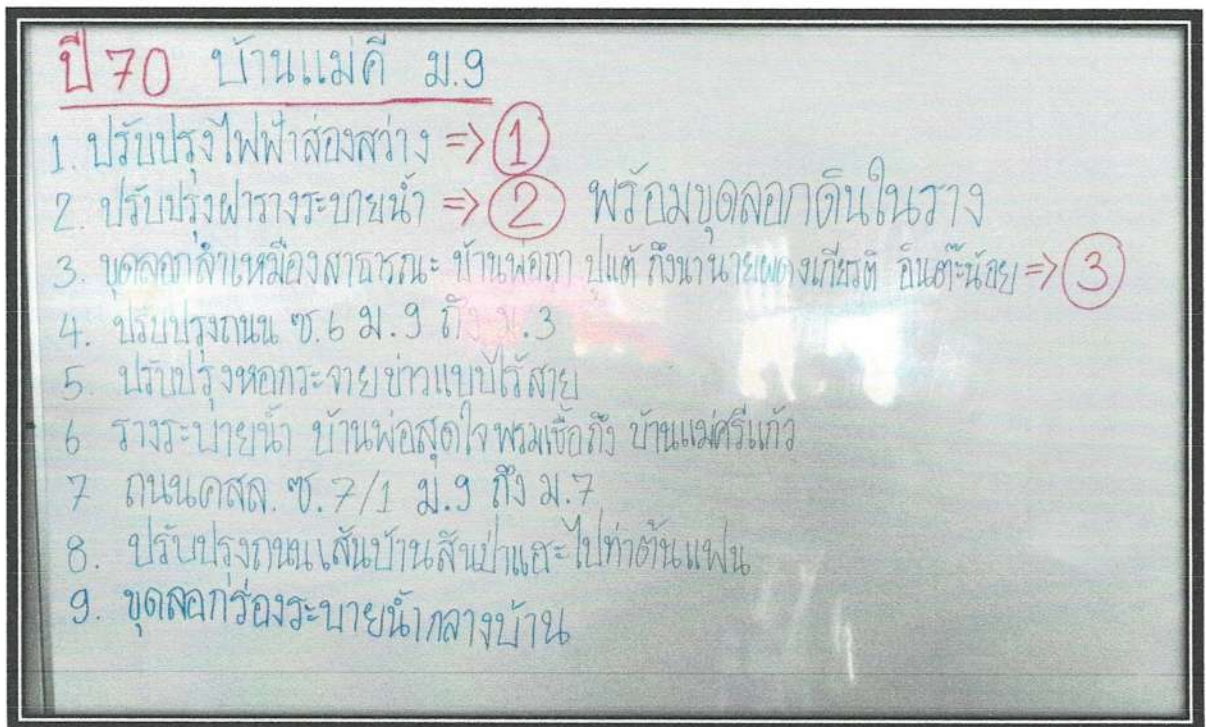 ปี 70 บ้านแม่คี ม.9
1. ปรับปรุงไฟฟ้าส่องสว่าง => 1
2. ปรับปรุงฝารางระบายน้ำ => 2 พร้อมขุดลอกดินในราง
3. ขุดลอกลำเหมืองสาธารณะ บ้านพ่อถา ปูแต้ ถึงนานายผดุงเกียรติ อินต๊ะน้อย => 3
4. ปรับปรุงถนน ซ.6 ม.9 ถึง ม.3
5. ปรับปรุงหอกระจายข่าวแบบไร้สาย
6 รางระบายน้ำ บ้านพ่อสุดใจ พรมเชื้อถึง บ้านแม่ศรีแก้ว
7 ถนนคสล. ซ.7/1 ม.9 ถึง ม.7
8. ปรับปรุงถนนเส้นบ้านสันป่าแฮะไปท่าต้นแฟน
9. ขุดลอกร่องระบายน้ำกลางบ้าน